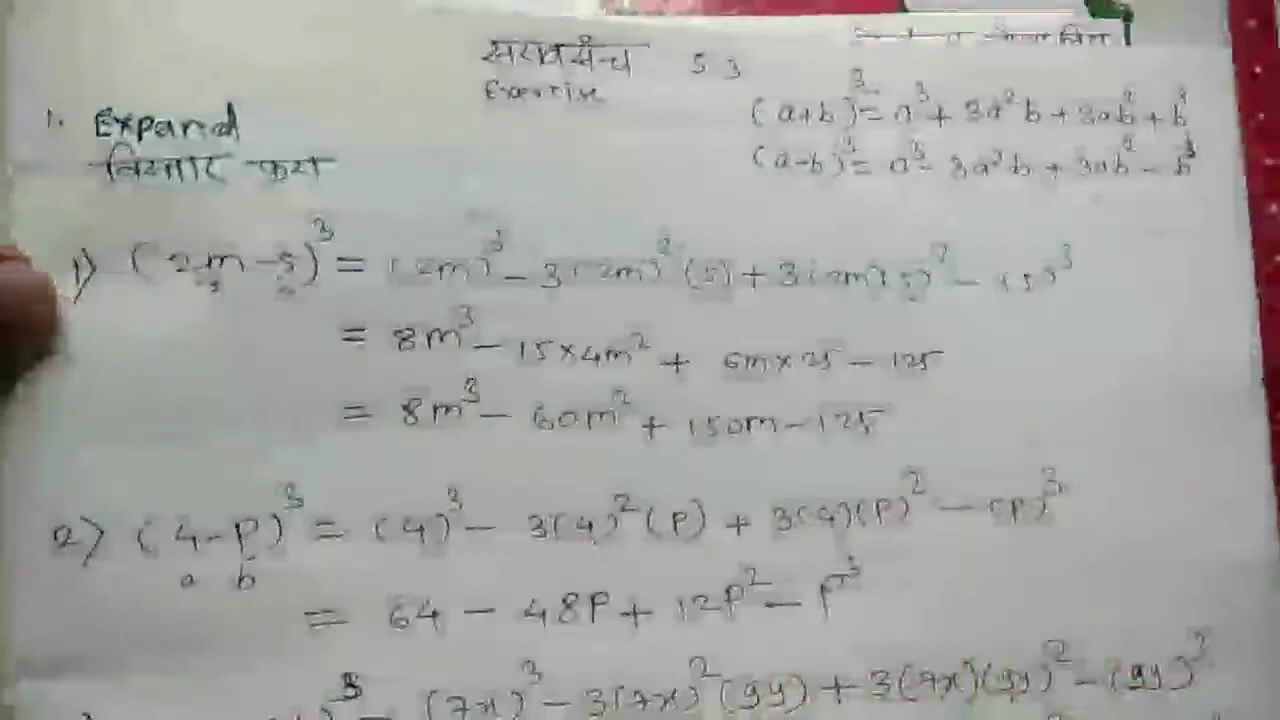 सरावसंच 5 3
Exercise
1. Expand
विस्तार करा
(a+b)³ = a³ + 3a²b + 3ab² + b³
(a-b)³ = a³ - 3a²b + 3ab² - b³
1) (2m-5)³ = (2m)³ - 3(2m)²(5) + 3(2m)(5)² - (5)³
= 8m³ - 15×4m² + 6m×25 - 125
= 8m³ - 60m² + 150m - 125
2) (4-P)³ = (4)³ - 3(4)²(P) + 3(4)(P)² - (P)³
a b
= 64 - 48P + 12P² - P³
)³ = (7x)³ - 3(7x)²(9y) + 3(7x)(9y)² - (9y)³